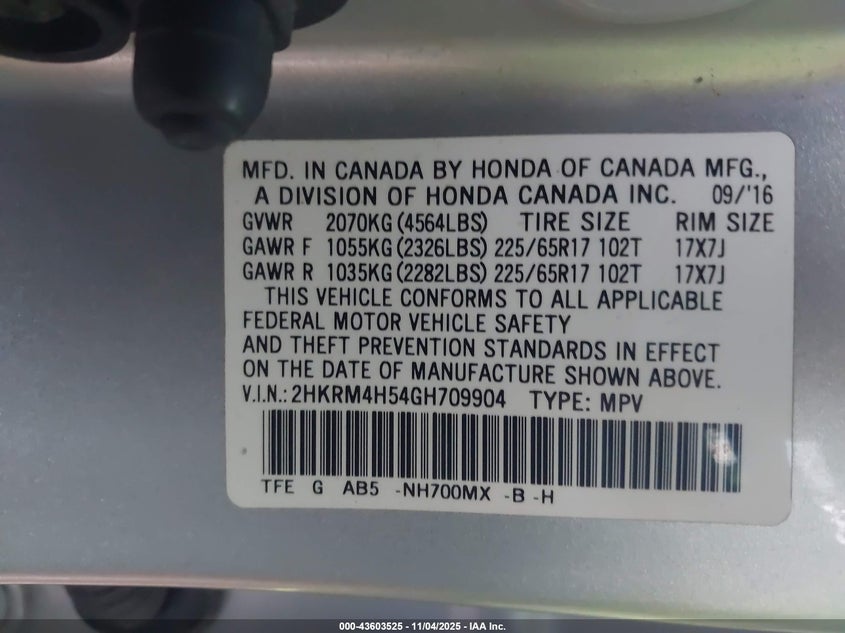 MFD. IN CANADA BY HONDA OF CANADA MFG.,
A DIVISION OF HONDA CANADA INC. 09/'16
GVWR 2070KG (4564LBS) TIRE SIZE RIM SIZE
GAWR F 1055KG (2326LBS) 225/65R17 102T 17X7J
GAWR R 1035KG (2282LBS) 225/65R17 102T 17X7J
THIS VEHICLE CONFORMS TO ALL APPLICABLE
FEDERAL MOTOR VEHICLE SAFETY
AND THEFT PREVENTION STANDARDS IN EFFECT
ON THE DATE OF MANUFACTURE SHOWN ABOVE.
V.I.N.: 2HKRM4H54GH709904 TYPE: MPV
TFE G AB5 -NH700MX -B -H
000-43603525 - 11/04/2025 - IAA Inc.